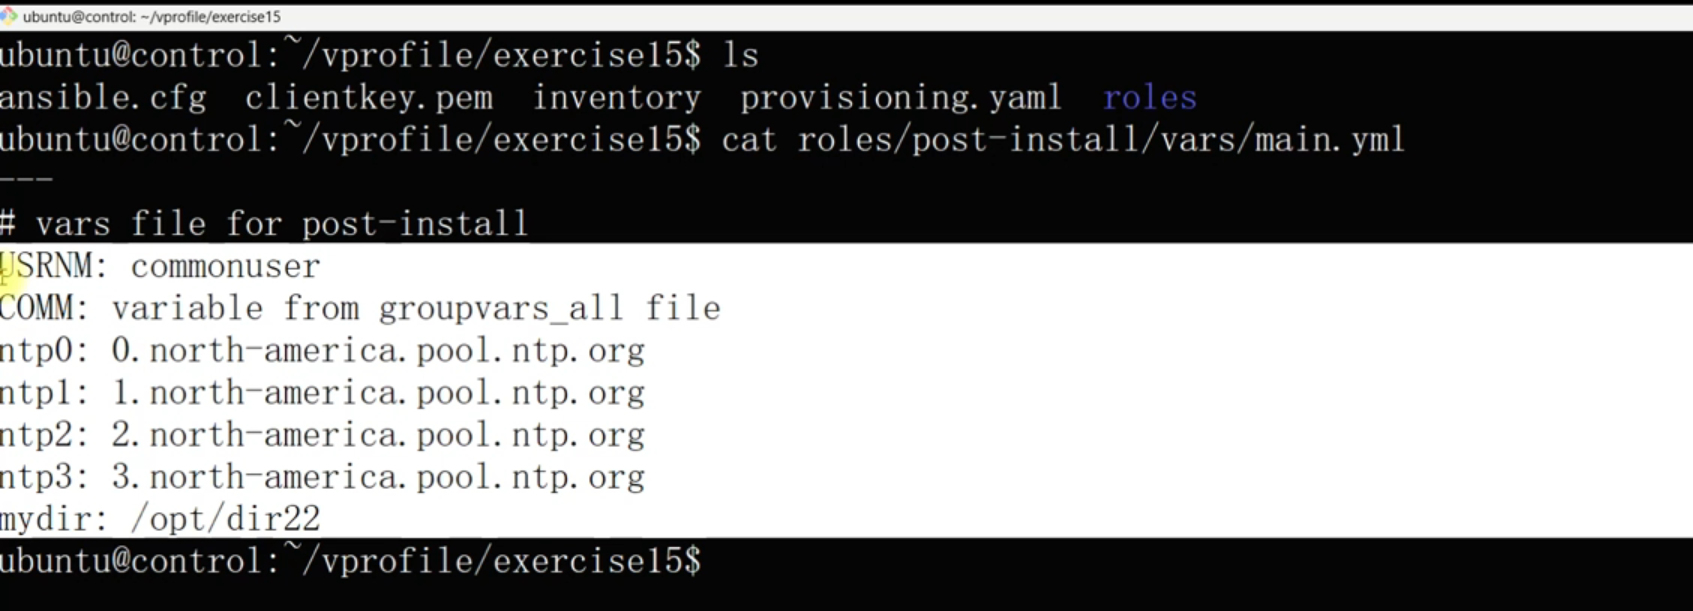 ubuntu@control: ~/vprofile/exercise15
ubuntu@control:~/vprofile/exercise15$ ls
ansible.cfg  clientkey.pem  inventory  provisioning.yaml  roles
ubuntu@control:~/vprofile/exercise15$ cat roles/post-install/vars/main.yml
---
# vars file for post-install
USRNM: commonuser
COMM: variable from groupvars_all file
ntp0: 0.north-america.pool.ntp.org
ntp1: 1.north-america.pool.ntp.org
ntp2: 2.north-america.pool.ntp.org
ntp3: 3.north-america.pool.ntp.org
mydir: /opt/dir22
ubuntu@control:~/vprofile/exercise15$